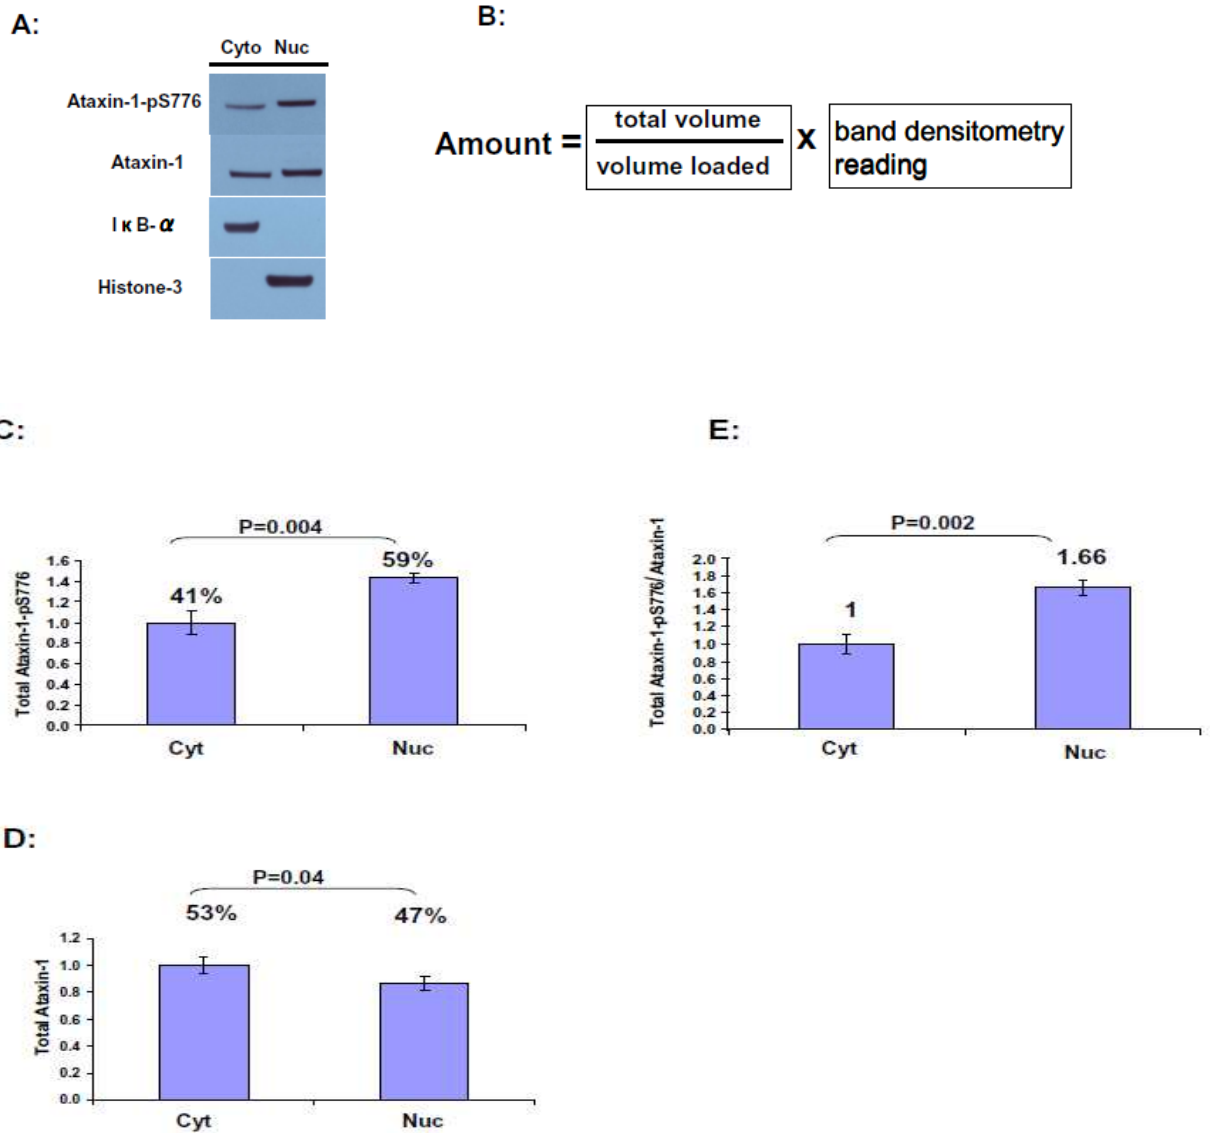 A:
Cyto Nuc
Ataxin-1-pS776
Ataxin-1
IκB-α
Histone-3
B:
Amount = total volume x band densitometry
volume loaded reading
C:
P=0.004
Total Ataxin-1-pS776
1.6
1.4
1.2
1.0
0.8
0.6
0.4
0.2
0.0
41%
59%
Cyt Nuc
E:
P=0.002
Total Ataxin-1-pS776/Ataxin-1
2.0
1.8
1.6
1.4
1.2
1.0
0.8
0.6
0.4
0.2
0.0
1
1.66
Cyt Nuc
D:
P=0.04
53% 47%
Total Ataxin-1
1.2
1.0
0.8
0.6
0.4
0.2
0.0
Cyt Nuc